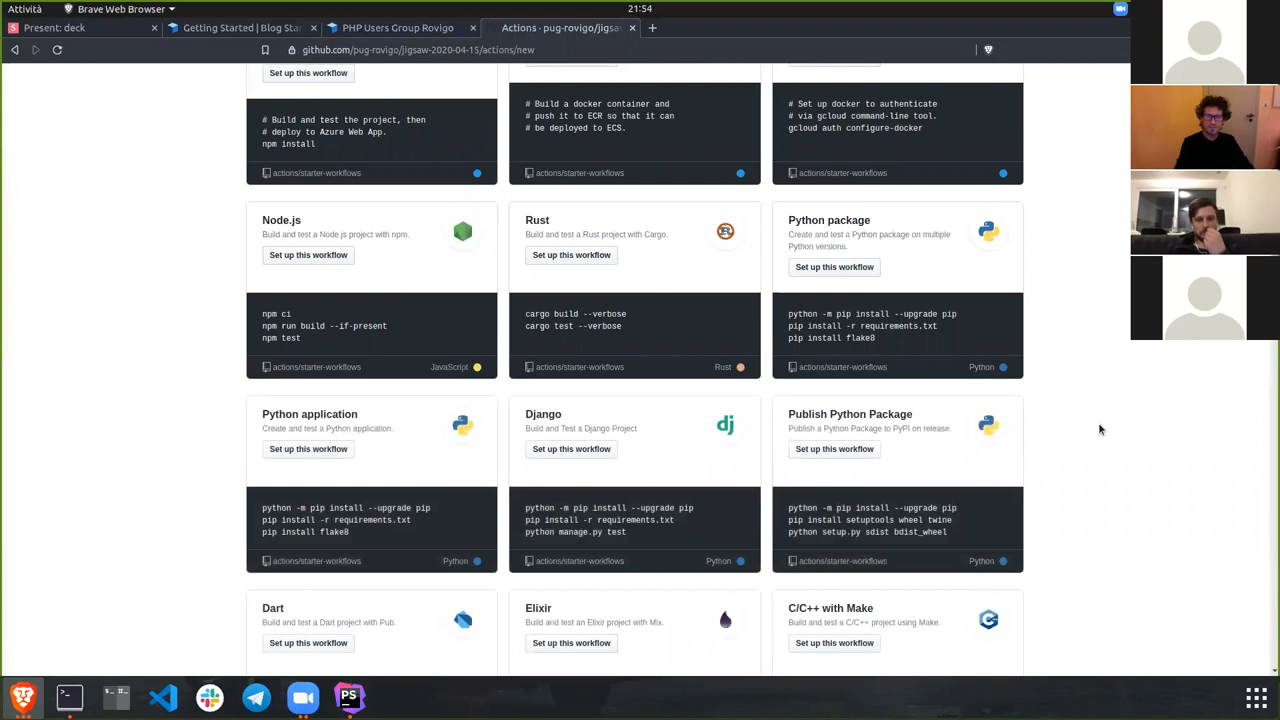 Attività
Brave Web Browser
21:54
Present: deck
Getting Started | Blog Star
PHP Users Group Rovigo
Actions · pug-rovigo/jigsaw
github.com/pug-rovigo/jigsaw-2020-04-15/actions/new
Set up this workflow
# Build and test the project, then
# deploy to Azure Web App.
npm install
actions/starter-workflows
# Build a docker container and
# push it to ECR so that it can
# be deployed to ECS.
actions/starter-workflows
# Set up docker to authenticate
# via gcloud command-line tool.
gcloud auth configure-docker
actions/starter-workflows
Node.js
Build and test a Node.js project with npm.
Set up this workflow
npm ci
npm run build --if-present
npm test
actions/starter-workflows
JavaScript
Rust
Build and test a Rust project with Cargo.
Set up this workflow
cargo build --verbose
cargo test --verbose
actions/starter-workflows
Rust
Python package
Create and test a Python package on multiple
Python versions.
Set up this workflow
python -m pip install --upgrade pip
pip install -r requirements.txt
pip install flake8
actions/starter-workflows
Python
Python application
Create and test a Python application.
Set up this workflow
python -m pip install --upgrade pip
pip install -r requirements.txt
pip install flake8
actions/starter-workflows
Python
Django
Build and Test a Django Project
Set up this workflow
python -m pip install --upgrade pip
pip install -r requirements.txt
python manage.py test
actions/starter-workflows
Python
dj
Publish Python Package
Publish a Python Package to PyPI on release.
Set up this workflow
python -m pip install --upgrade pip
pip install setuptools wheel twine
python setup.py sdist bdist_wheel
actions/starter-workflows
Python
Dart
Build and test a Dart project with Pub.
Set up this workflow
Elixir
Build and test an Elixir project with Mix.
Set up this workflow
C/C++ with Make
Build and test a C/C++ project using Make.
Set up this workflow
PS